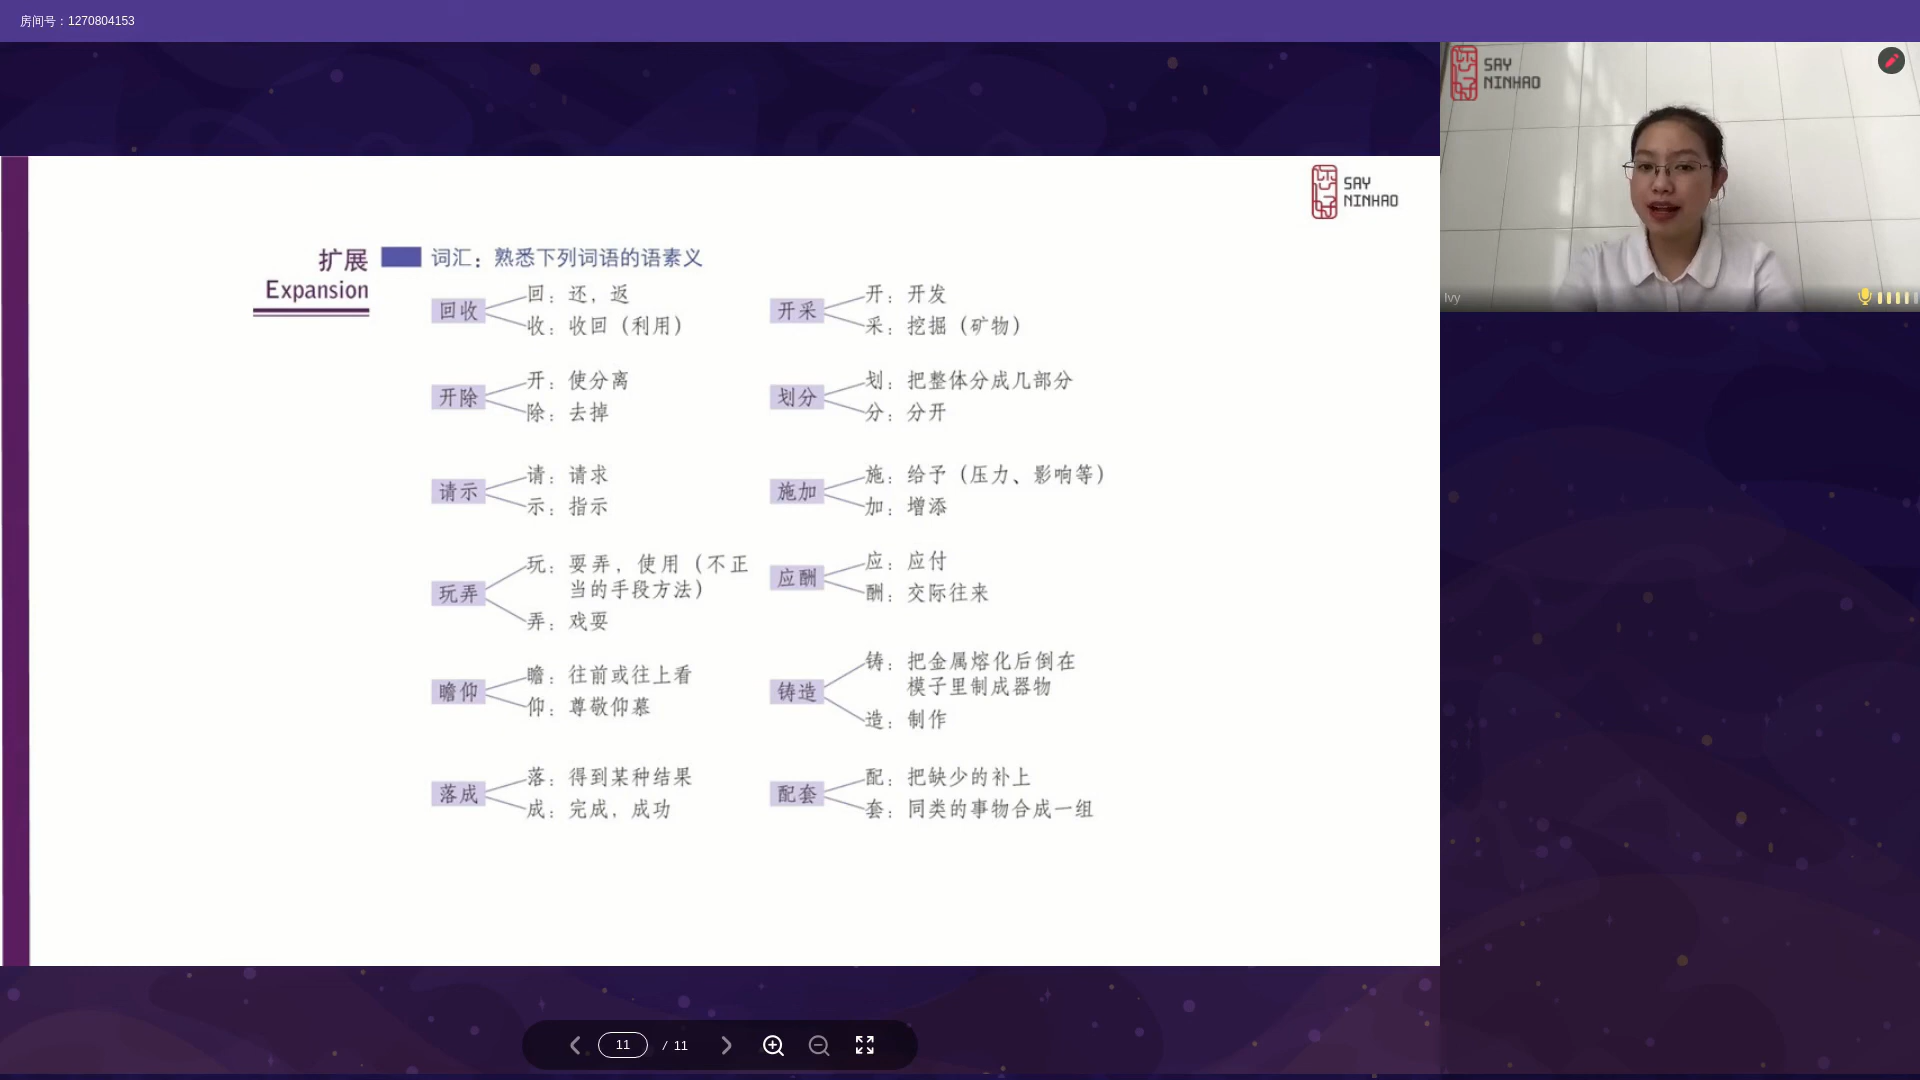 房间号：1270804153
SAY
NINHAO
Ivy
SAY
NINHAO
扩展
Expansion
词汇：熟悉下列词语的语素义
回收
回：还，返
收：收回（利用）
开采
开：开发
采：挖掘（矿物）
开除
开：使分离
除：去掉
划分
划：把整体分成几部分
分：分开
请示
请：请求
示：指示
施加
施：给予（压力、影响等）
加：增添
玩弄
玩：耍弄，使用（不正
当的手段方法）
弄：戏耍
应酬
应：应付
酬：交际往来
瞻仰
瞻：往前或往上看
仰：尊敬仰慕
铸造
铸：把金属熔化后倒在
模子里制成器物
造：制作
落成
落：得到某种结果
成：完成，成功
配套
配：把缺少的补上
套：同类的事物合成一组
11 / 11